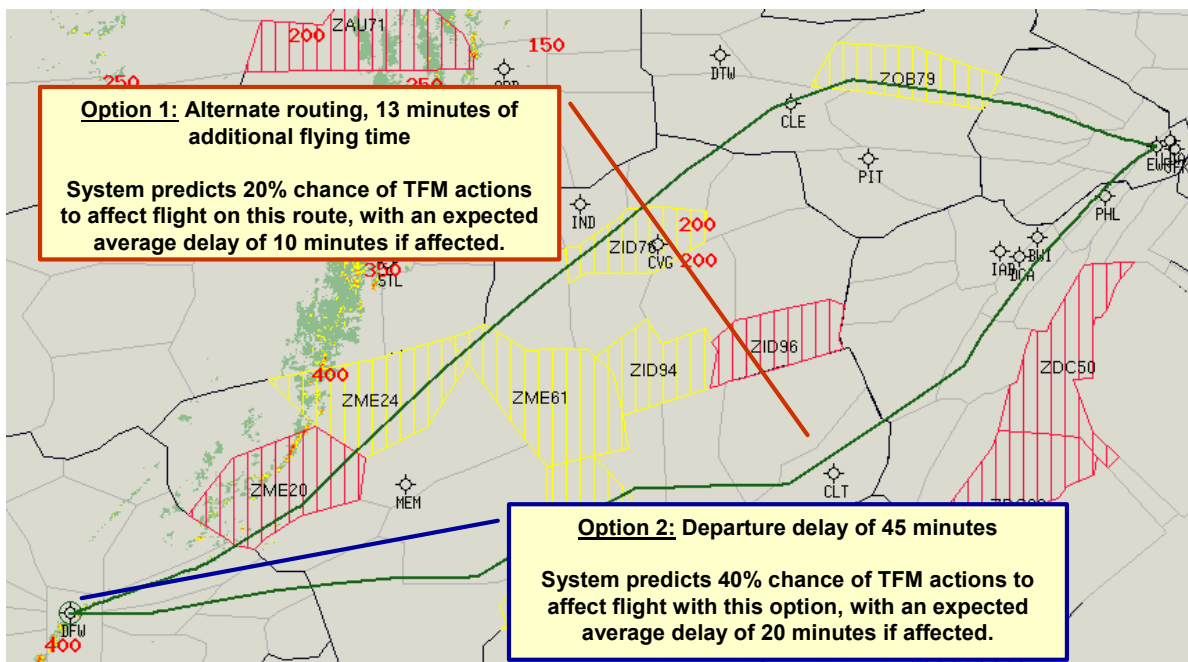 200
ZAU71
150
250
350
DTW
ZOB79
CLE
PIT
EWR
JFK
PHL
IAD
DCA
BWI
Option 1: Alternate routing, 13 minutes of
additional flying time
System predicts 20% chance of TFM actions
to affect flight on this route, with an expected
average delay of 10 minutes if affected.
IND
200
ZID76
CVG
200
350
STL
400
ZME24
ZME61
ZID94
ZID96
ZDC50
ZME20
MEM
CLT
Option 2: Departure delay of 45 minutes
System predicts 40% chance of TFM actions to
affect flight with this option, with an expected
average delay of 20 minutes if affected.
DFW
400